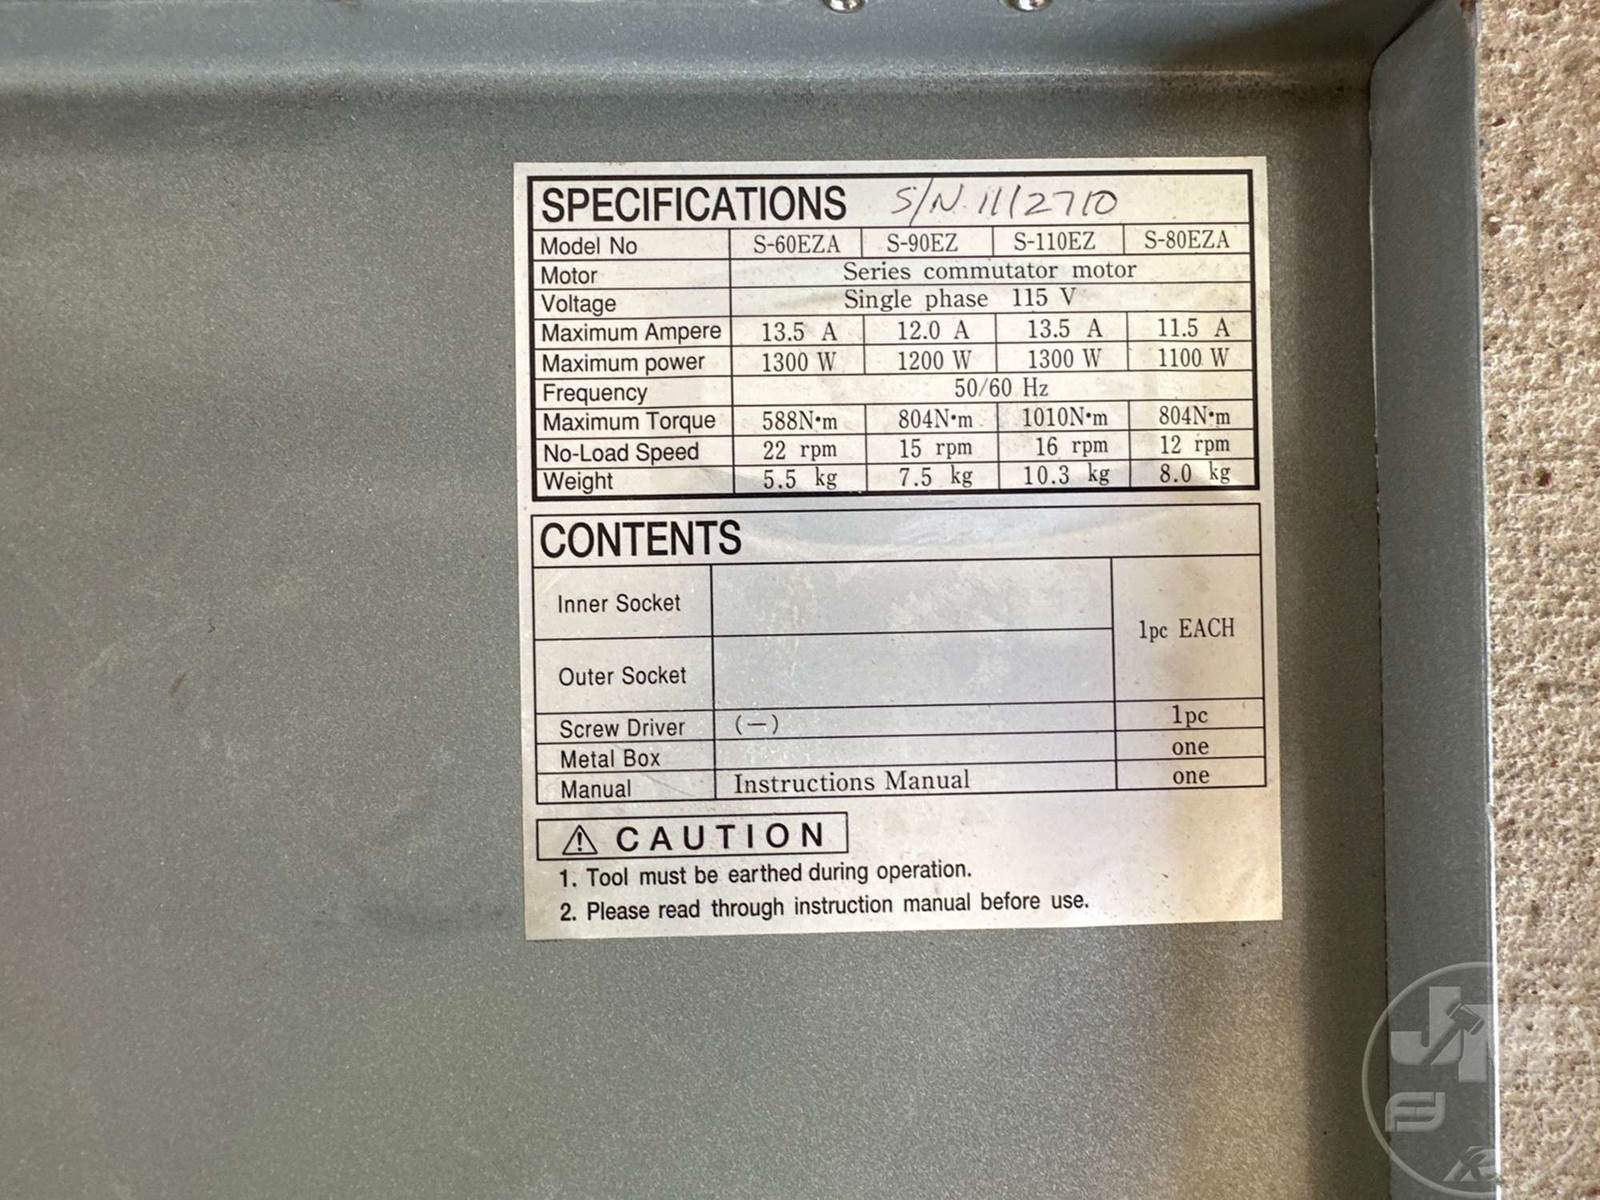 SPECIFICATIONS S/N 1112710
Model No S-60EZA S-90EZ S-110EZ S-80EZA
Motor Series commutator motor
Voltage Single phase 115 V
Maximum Ampere 13.5 A 12.0 A 13.5 A 11.5 A
Maximum power 1300 W 1200 W 1300 W 1100 W
Frequency 50/60 Hz
Maximum Torque 588N•m 804N•m 1010N•m 804N•m
No-Load Speed 22 rpm 15 rpm 16 rpm 12 rpm
Weight 5.5 kg 7.5 kg 10.3 kg 8.0 kg
CONTENTS
Inner Socket
1pc EACH
Outer Socket
Screw Driver (—) 1pc
Metal Box one
Manual Instructions Manual one
⚠ CAUTION
1. Tool must be earthed during operation.
2. Please read through instruction manual before use.